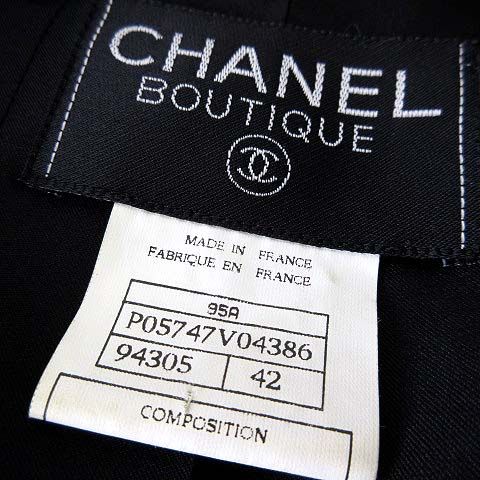 CHANEL
BOUTIQUE
MADE IN FRANCE
FABRIQUE EN FRANCE
95A
P05747V04386
94305 42
COMPOSITION